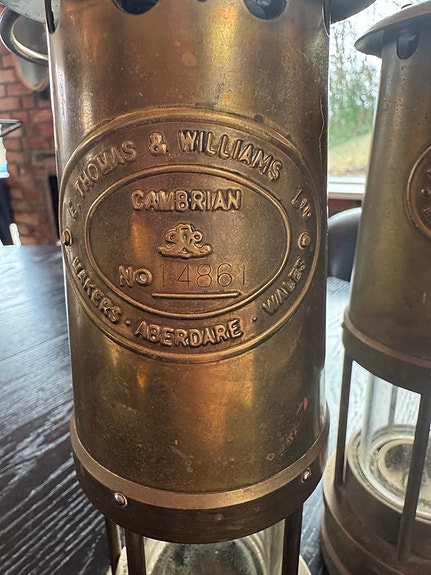 E. THOMAS & WILLIAMS LTD
CAMBRIAN
No 14861
MAKERS · ABERDARE · WALES